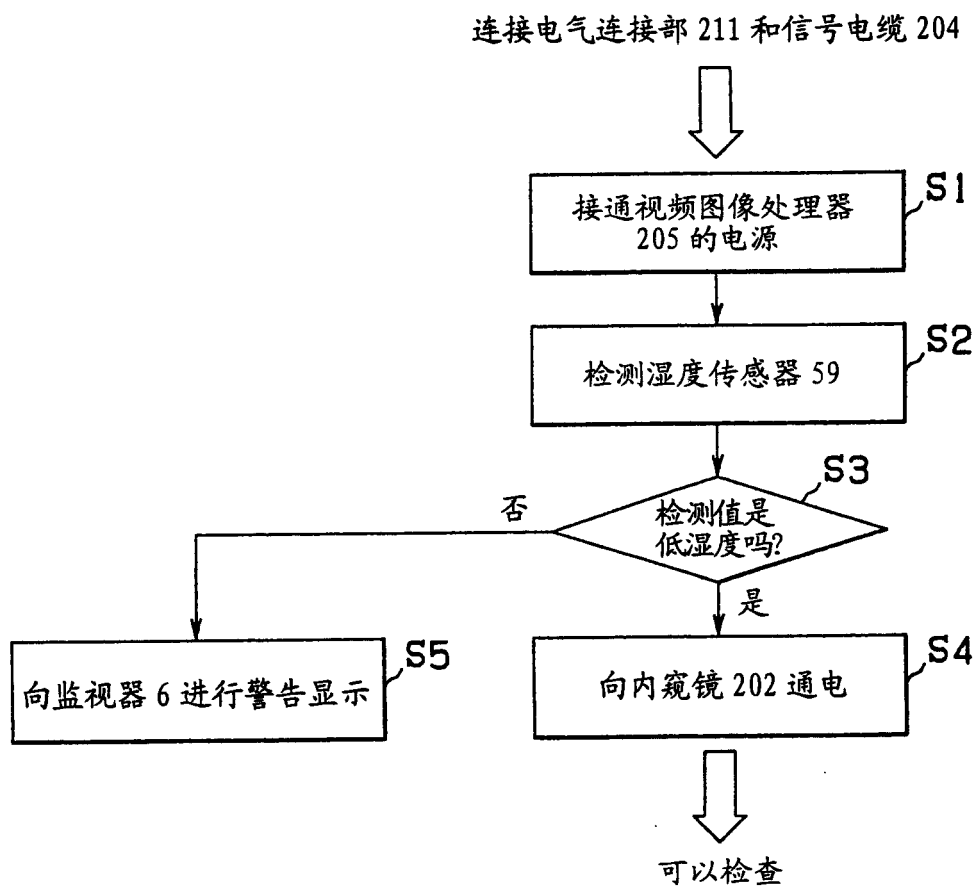 连接电气连接部 211 和信号电缆 204
接通视频图像处理器
205 的电源
S1
检测湿度传感器 59
S2
S3
检测值是
低湿度吗?
否
是
向监视器 6 进行警告显示
S5
向内窥镜 202 通电
S4
可以检查